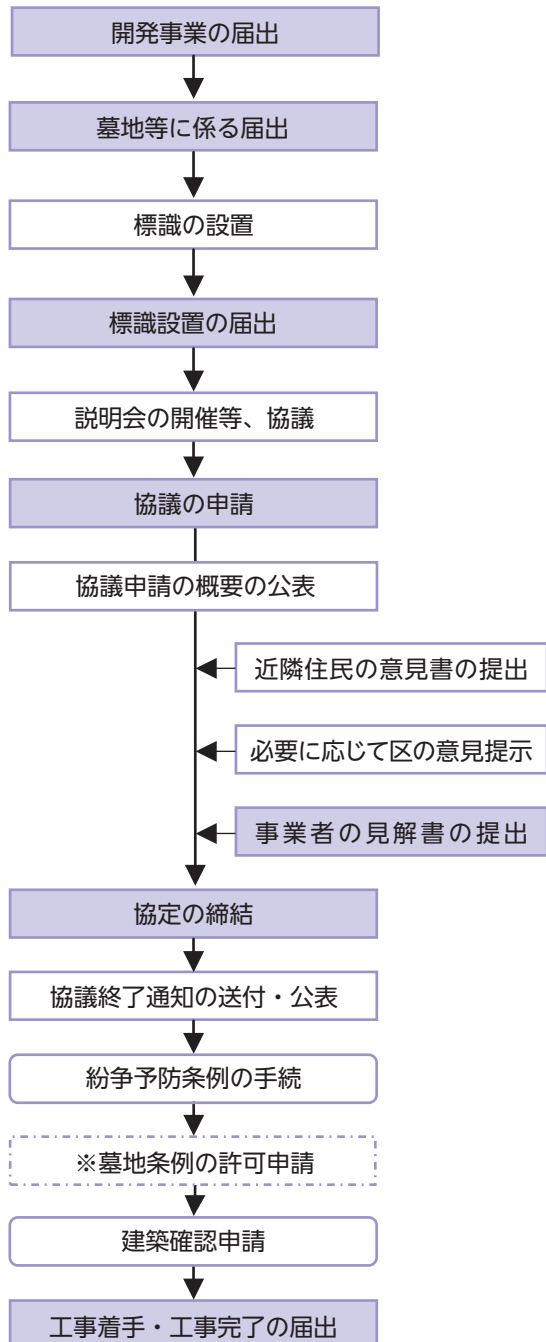 開発事業の届出
墓地等に係る届出
標識の設置
標識設置の届出
説明会の開催等、協議
協議の申請
協議申請の概要の公表
近隣住民の意見書の提出
必要に応じて区の意見提示
事業者の見解書の提出
協定の締結
協議終了通知の送付・公表
紛争予防条例の手続
※墓地条例の許可申請
建築確認申請
工事着手・工事完了の届出